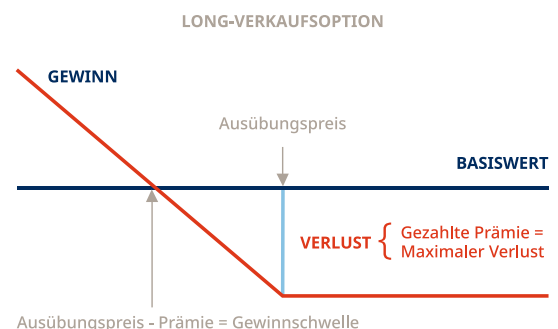 LONG-VERKAUFSOPTION
GEWINN
Ausübungspreis
BASISWERT
VERLUST
Gezahlte Prämie =
Maximaler Verlust
Ausübungspreis - Prämie = Gewinnschwelle